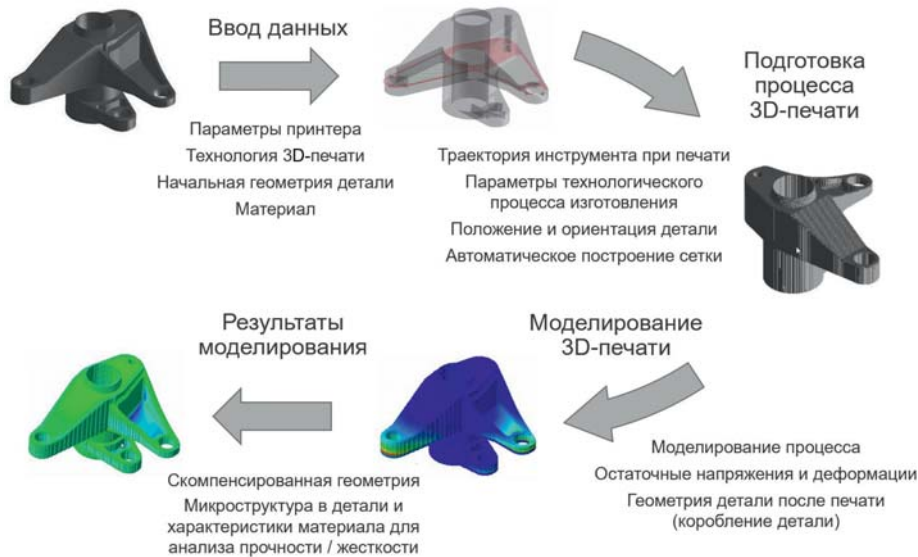 Ввод данных
Параметры принтера
Технология 3D-печати
Начальная геометрия детали
Материал
Подготовка
процесса
3D-печати
Траектория инструмента при печати
Параметры технологического
процесса изготовления
Положение и ориентация детали
Автоматическое построение сетки
Моделирование
3D-печати
Моделирование процесса
Остаточные напряжения и деформации
Геометрия детали после печати
(коробление детали)
Результаты
моделирования
Скомпенсированная геометрия
Микроструктура в детали и
характеристики материала для
анализа прочности / жесткости